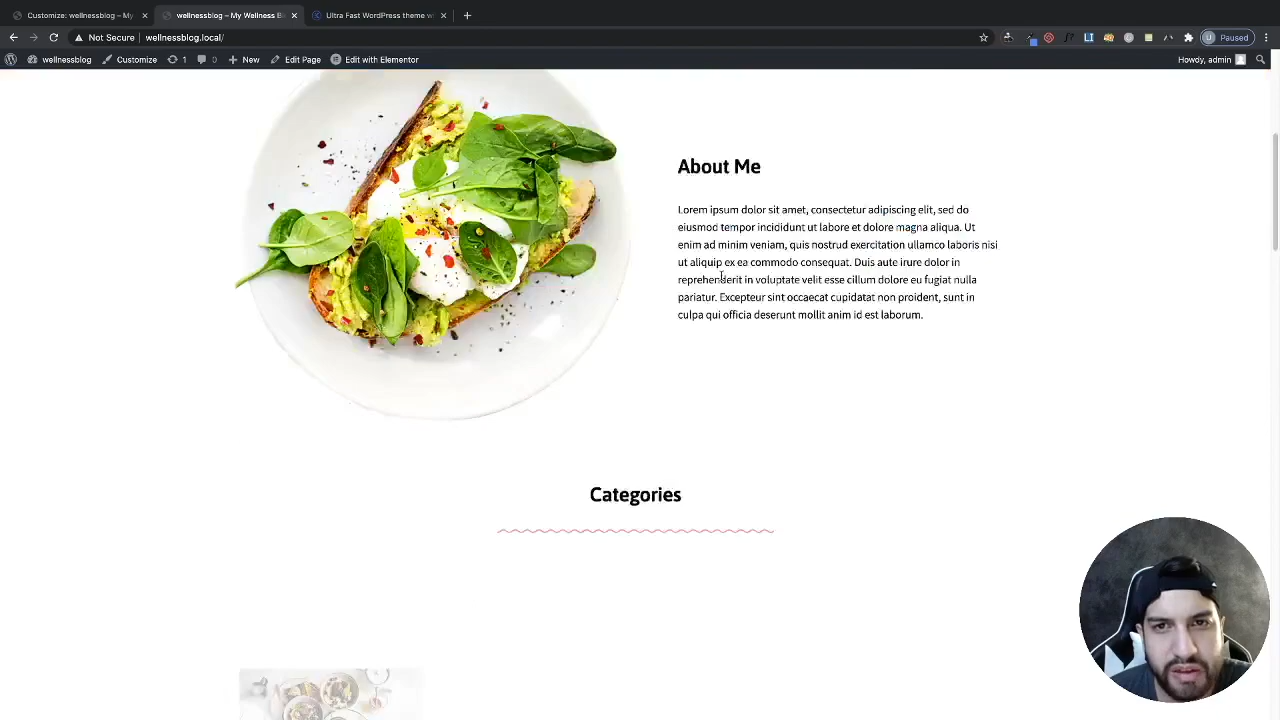 Customize: wellnessblog – My
wellnessblog – My Wellness B
Ultra Fast WordPress theme w
Not Secure
wellnessblog.local/
Paused
wellnessblog
Customize
1
0
New
Edit Page
Edit with Elementor
Howdy, admin
About Me
Lorem ipsum dolor sit amet, consectetur adipiscing elit, sed do
eiusmod tempor incididunt ut labore et dolore magna aliqua. Ut
enim ad minim veniam, quis nostrud exercitation ullamco laboris nisi
ut aliquip ex ea commodo consequat. Duis aute irure dolor in
reprehenderit in voluptate velit esse cillum dolore eu fugiat nulla
pariatur. Excepteur sint occaecat cupidatat non proident, sunt in
culpa qui officia deserunt mollit anim id est laborum.
Categories